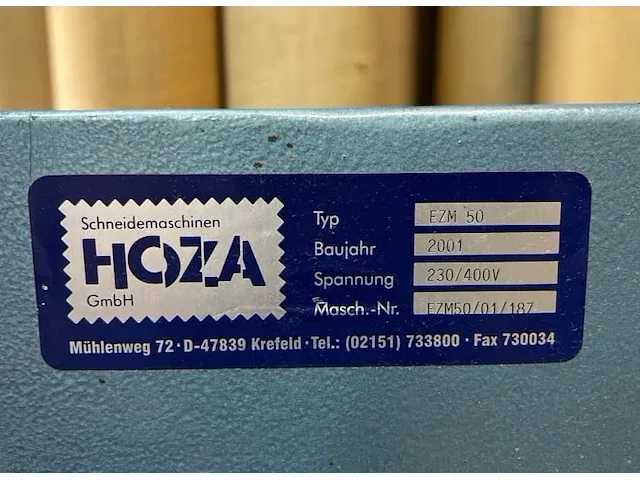 Schneidemaschinen
HOZA
GmbH
Typ EZM 50
Baujahr 2001
Spannung 230/400V
Masch.-Nr. EZM50/01/187
Mühlenweg 72 · D-47839 Krefeld · Tel.: (02151) 733800 · Fax 730034